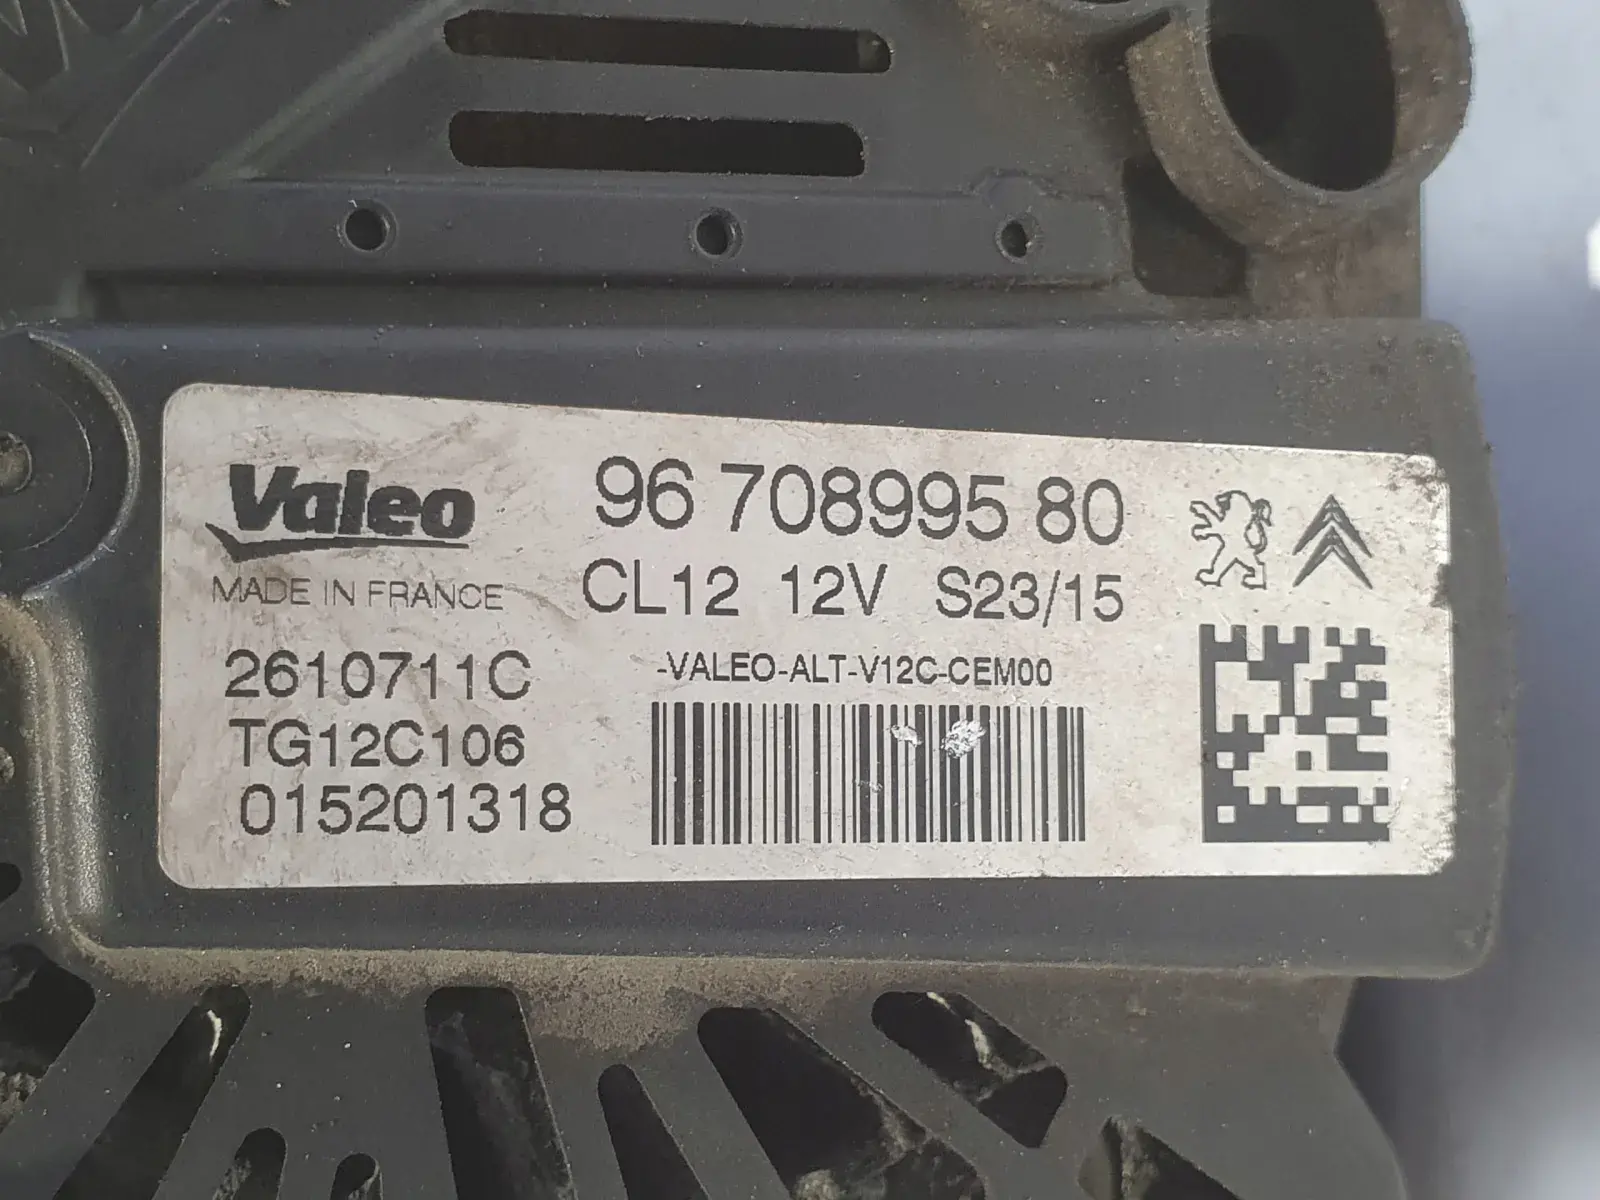 Valeo 96 708995 80
MADE IN FRANCE CL12 12V S23/15
2610711C -VALEO-ALT-V12C-CEM00
TG12C106
015201318